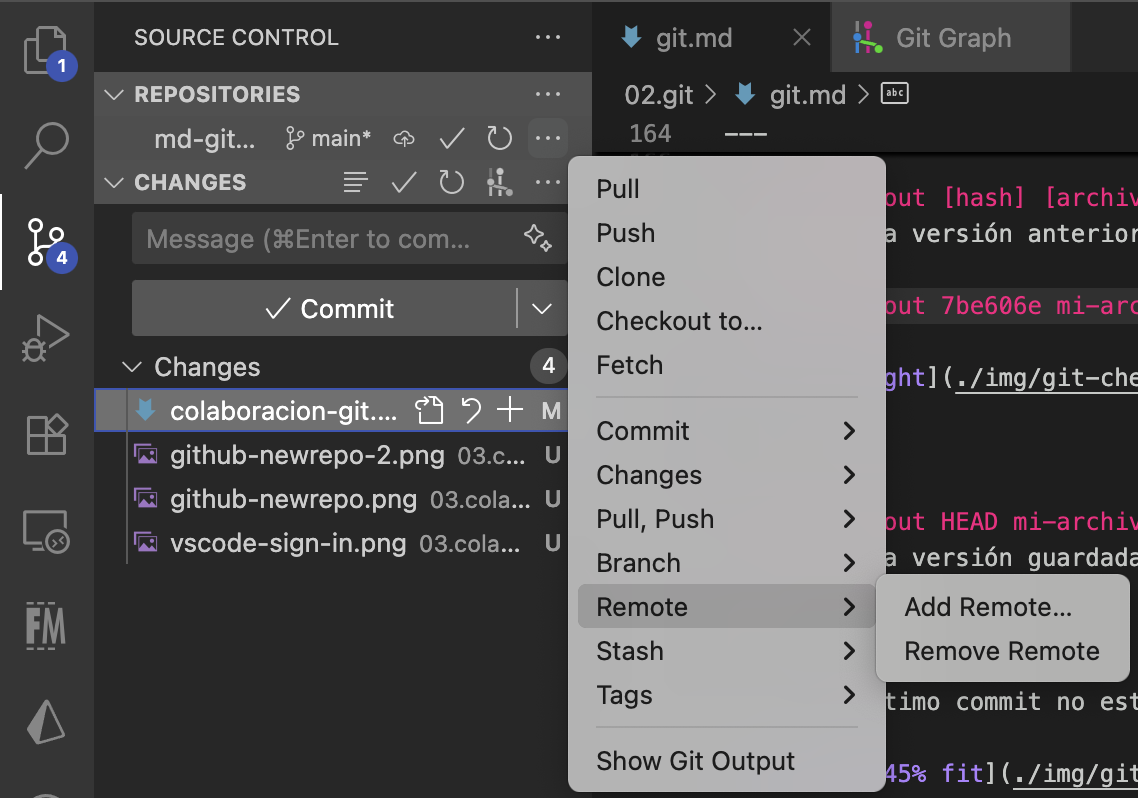 SOURCE CONTROL ...
REPOSITORIES ...
md-git... main* ...
CHANGES ...
Message (⌘Enter to com...
Commit
Changes 4
colaboracion-git.... M
github-newrepo-2.png 03.c... U
github-newrepo.png 03.cola... U
vscode-sign-in.png 03.cola... U
1
4
FM
git.md
Git Graph
02.git > git.md > abc
164 ---
Pull
Push
Clone
Checkout to...
Fetch
Commit
Changes
Pull, Push
Branch
Remote
Stash
Tags
Show Git Output
Add Remote...
Remove Remote
out [hash] [archiv
a versión anterior
out 7be606e mi-arc
ght](./img/git-che
out HEAD mi-archiv
a versión guardada
timo commit no est
45% fit](./img/git